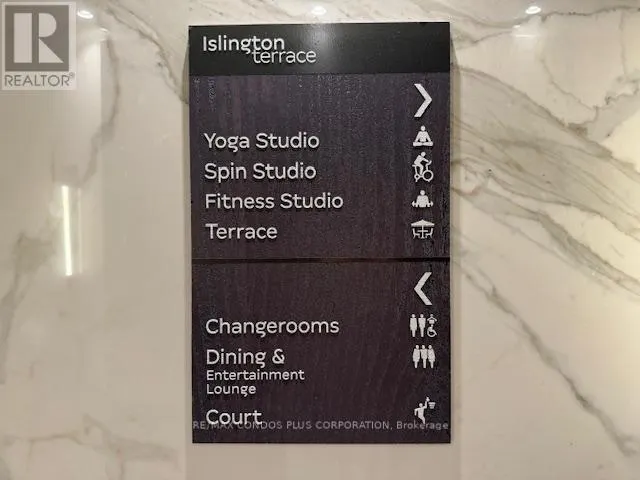 R
REALTOR®
Islington
terrace
Yoga Studio
Spin Studio
Fitness Studio
Terrace
Changerooms
Dining &
Entertainment
Lounge
Court
RE/MAX CONDOS PLUS CORPORATION, Brokerage